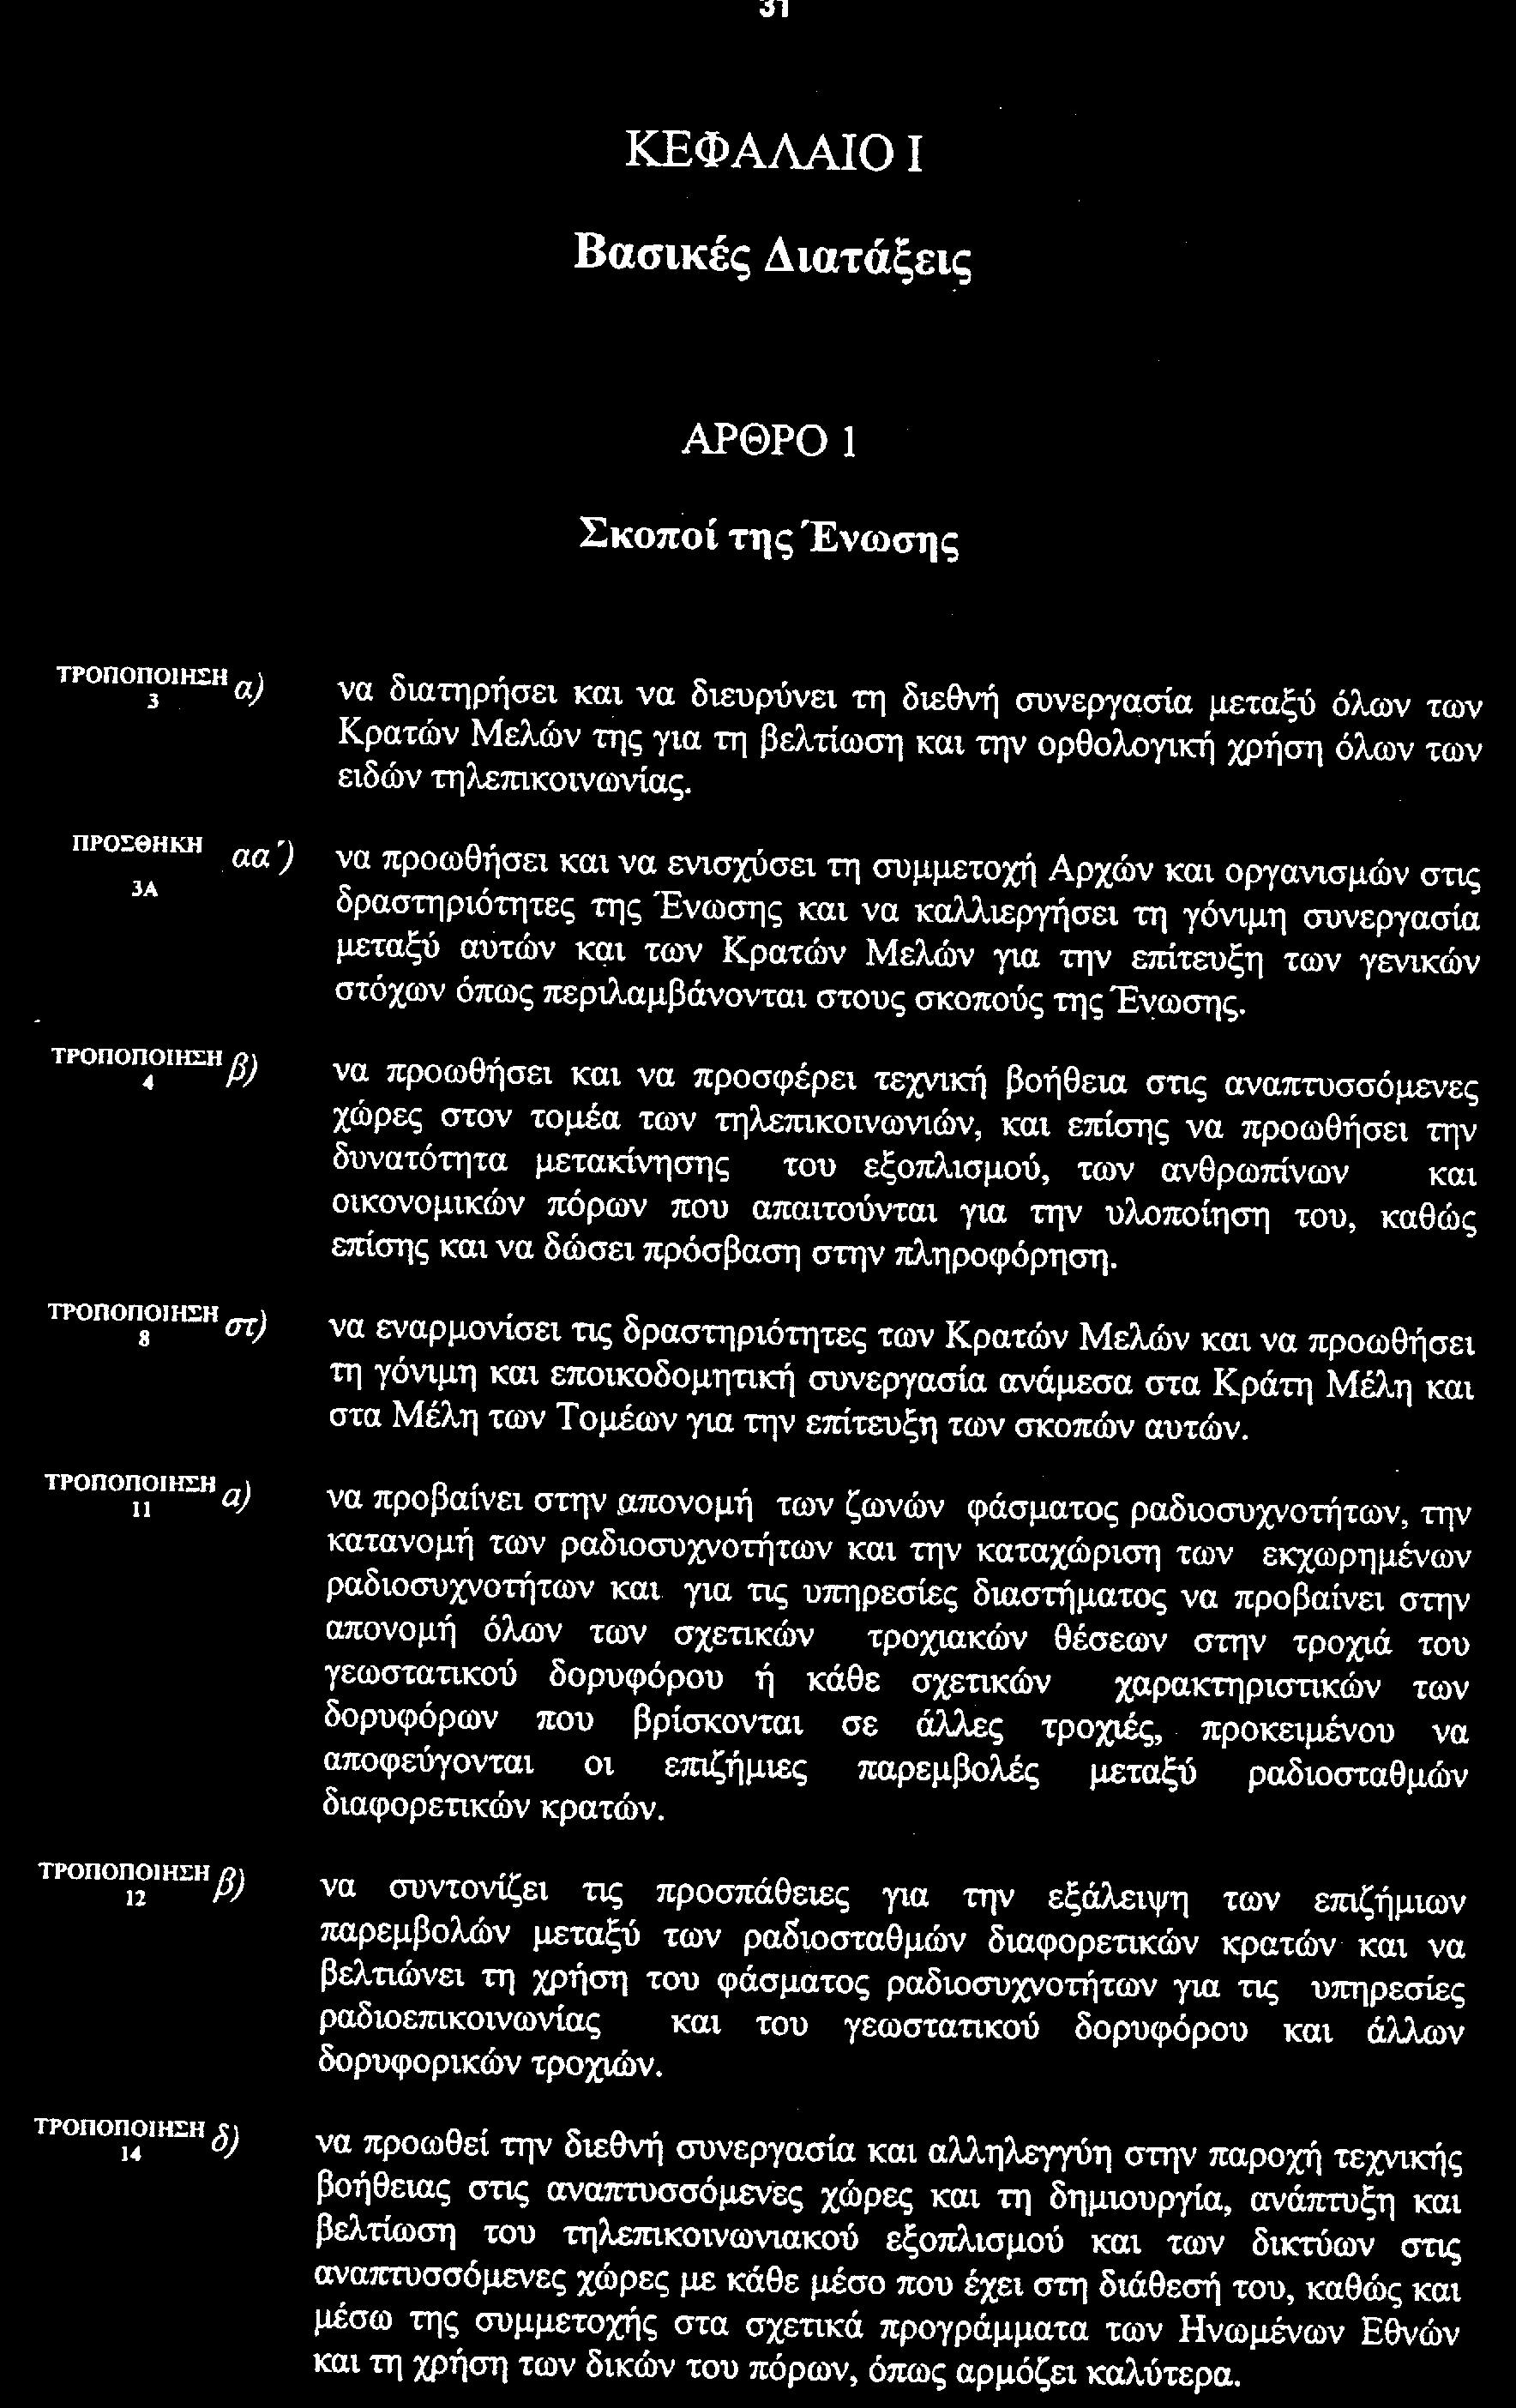 31
ΚΕΦΑΛΑΙΟ Ι
Βασικές Διατάξεις
ΑΡΘΡΟ 1
Σκοποί της Ένωσης
ΤΡΟΠΟΠΟΙΗΣΗ α) να διατηρήσει και να διευρύνει τη διεθνή συνεργασία μεταξύ όλων των
3
Κρατών Μελών της για τη βελτίωση και την ορθολογική χρήση όλων των
ειδών τηλεπικοινωνίας.
ΠΡΟΣΘΗΚΗ αα΄) να προωθήσει και να ενισχύσει τη συμμετοχή Αρχών και οργανισμών στις
3Α
δραστηριότητες της Ένωσης και να καλλιεργήσει τη γόνιμη συνεργασία
μεταξύ αυτών και των Κρατών Μελών για την επίτευξη των γενικών
στόχων όπως περιλαμβάνονται στους σκοπούς της Ένωσης.
ΤΡΟΠΟΠΟΙΗΣΗ β) να προωθήσει και να προσφέρει τεχνική βοήθεια στις αναπτυσσόμενες
4
χώρες στον τομέα των τηλεπικοινωνιών, και επίσης να προωθήσει την
δυνατότητα μετακίνησης του εξοπλισμού, των ανθρωπίνων και
οικονομικών πόρων που απαιτούνται για την υλοποίηση του, καθώς
επίσης και να δώσει πρόσβαση στην πληροφόρηση.
ΤΡΟΠΟΠΟΙΗΣΗ στ) να εναρμονίσει τις δραστηριότητες των Κρατών Μελών και να προωθήσει
8
τη γόνιμη και εποικοδομητική συνεργασία ανάμεσα στα Κράτη Μέλη και
στα Μέλη των Τομέων για την επίτευξη των σκοπών αυτών.
ΤΡΟΠΟΠΟΙΗΣΗ α) να προβαίνει στην απονομή των ζωνών φάσματος ραδιοσυχνοτήτων, την
11
κατανομή των ραδιοσυχνοτήτων και την καταχώριση των εκχωρημένων
ραδιοσυχνοτήτων και για τις υπηρεσίες διαστήματος να προβαίνει στην
απονομή όλων των σχετικών τροχιακών θέσεων στην τροχιά του
γεωστατικού δορυφόρου ή κάθε σχετικών χαρακτηριστικών των
δορυφόρων που βρίσκονται σε άλλες τροχιές, προκειμένου να
αποφεύγονται οι επιζήμιες παρεμβολές μεταξύ ραδιοσταθμών
διαφορετικών κρατών.
ΤΡΟΠΟΠΟΙΗΣΗ β) να συντονίζει τις προσπάθειες για την εξάλειψη των επιζήμιων
12
παρεμβολών μεταξύ των ραδιοσταθμών διαφορετικών κρατών και να
βελτιώνει τη χρήση του φάσματος ραδιοσυχνοτήτων για τις υπηρεσίες
ραδιοεπικοινωνίας και του γεωστατικού δορυφόρου και άλλων
δορυφορικών τροχιών.
ΤΡΟΠΟΠΟΙΗΣΗ δ) να προωθεί την διεθνή συνεργασία και αλληλεγγύη στην παροχή τεχνικής
14
βοήθειας στις αναπτυσσόμενες χώρες και τη δημιουργία, ανάπτυξη και
βελτίωση του τηλεπικοινωνιακού εξοπλισμού και των δικτύων στις
αναπτυσσόμενες χώρες με κάθε μέσο που έχει στη διάθεσή του, καθώς και
μέσω της συμμετοχής στα σχετικά προγράμματα των Ηνωμένων Εθνών
και τη χρήση των δικών του πόρων, όπως αρμόζει καλύτερα.